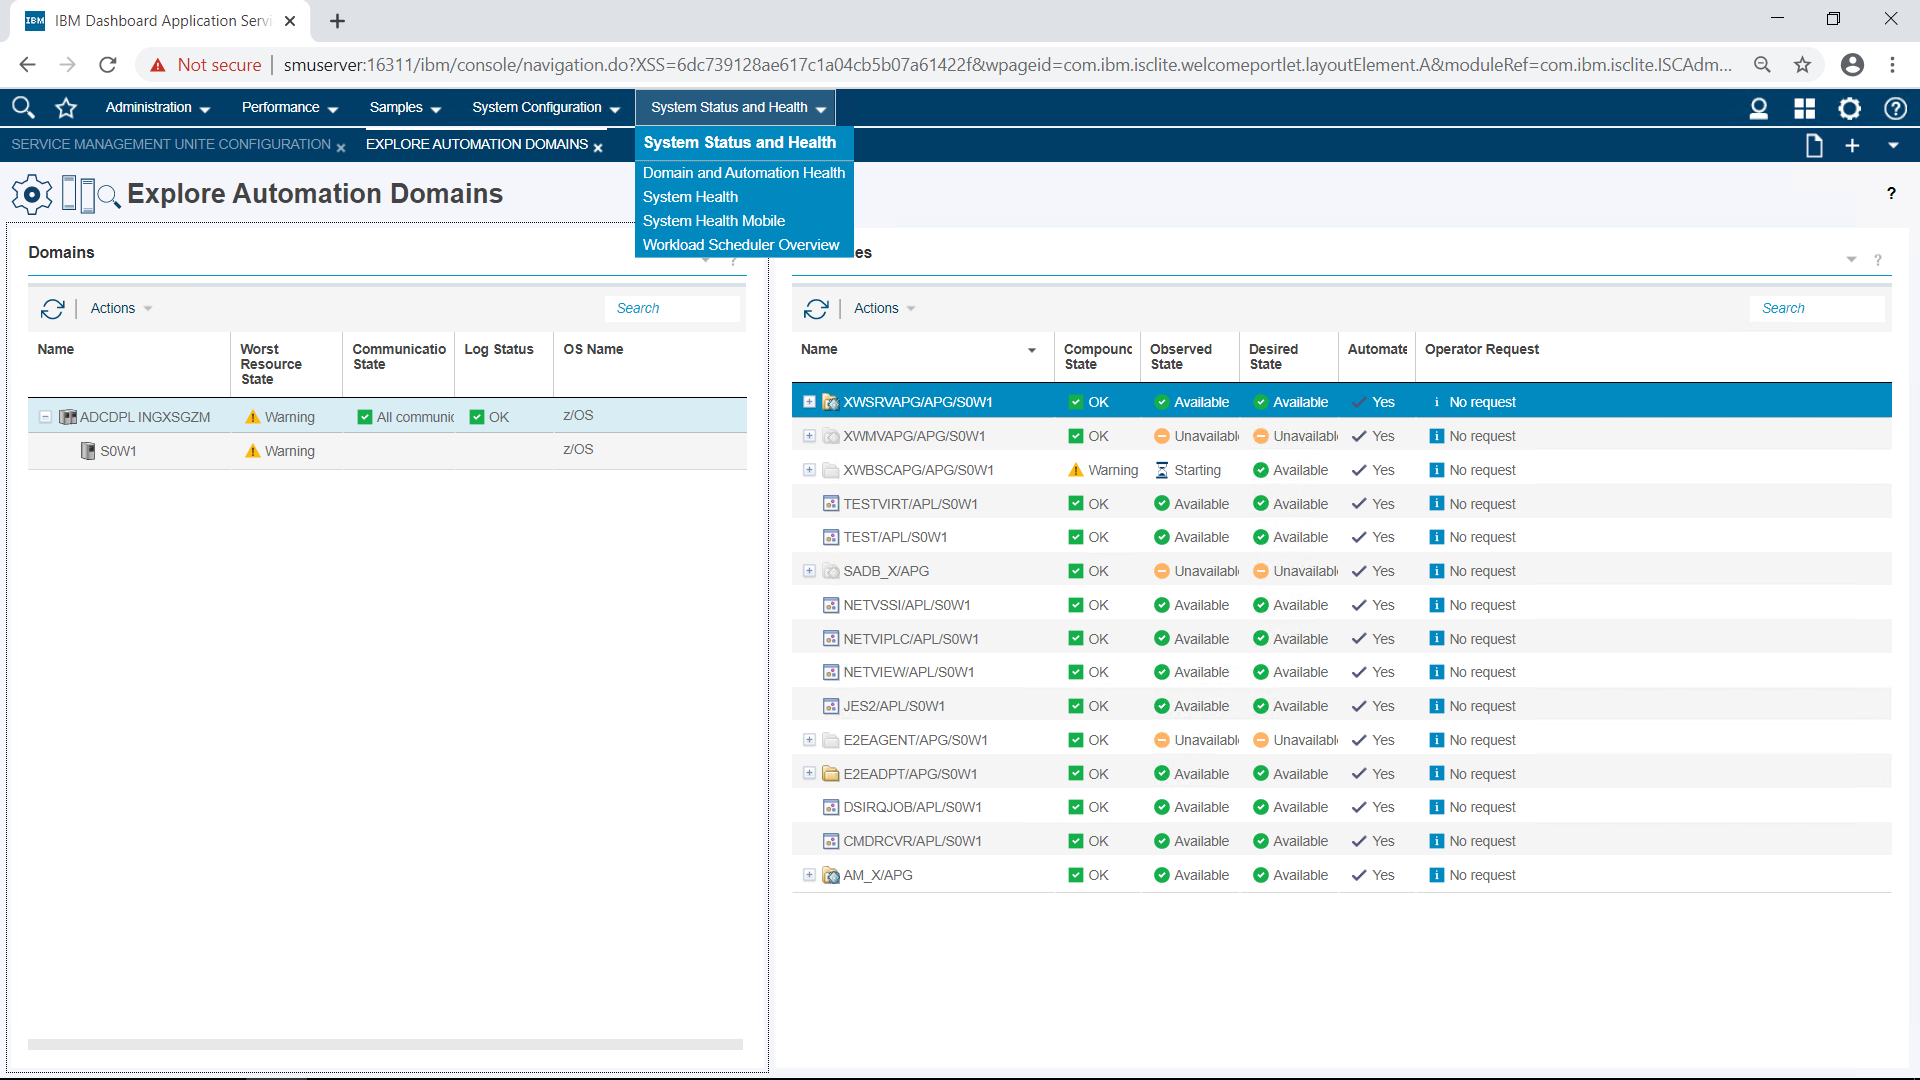 IBM IBM Dashboard Application Servi
Not secure | smuserver:16311/ibm/console/navigation.do?XSS=6dc739128ae617c1a04cb5b07a61422f&wpageid=com.ibm.isclite.welcomeportlet.layoutElement.A&moduleRef=com.ibm.isclite.ISCAdm...
Administration Performance Samples System Configuration System Status and Health
SERVICE MANAGEMENT UNITE CONFIGURATION EXPLORE AUTOMATION DOMAINS
System Status and Health
Domain and Automation Health
System Health
System Health Mobile
Workload Scheduler Overview
Explore Automation Domains ?
Domains ?
Actions Search
Name Worst Resource State Communicatio State Log Status OS Name
ADCDPL INGXSGZM Warning All communic OK z/OS
S0W1 Warning z/OS
es ?
Actions Search
Name Compound State Observed State Desired State Automate Operator Request
XWSRVAPG/APG/S0W1 OK Available Available Yes No request
XWMVAPG/APG/S0W1 OK Unavailabl Unavailabl Yes No request
XWBSCAPG/APG/S0W1 Warning Starting Available Yes No request
TESTVIRT/APL/S0W1 OK Available Available Yes No request
TEST/APL/S0W1 OK Available Available Yes No request
SADB_X/APG OK Unavailabl Unavailabl Yes No request
NETVSSI/APL/S0W1 OK Available Available Yes No request
NETVIPLC/APL/S0W1 OK Available Available Yes No request
NETVIEW/APL/S0W1 OK Available Available Yes No request
JES2/APL/S0W1 OK Available Available Yes No request
E2EAGENT/APG/S0W1 OK Unavailabl Unavailabl Yes No request
E2EADPT/APG/S0W1 OK Available Available Yes No request
DSIRQJOB/APL/S0W1 OK Available Available Yes No request
CMDRCVR/APL/S0W1 OK Available Available Yes No request
AM_X/APG OK Available Available Yes No request